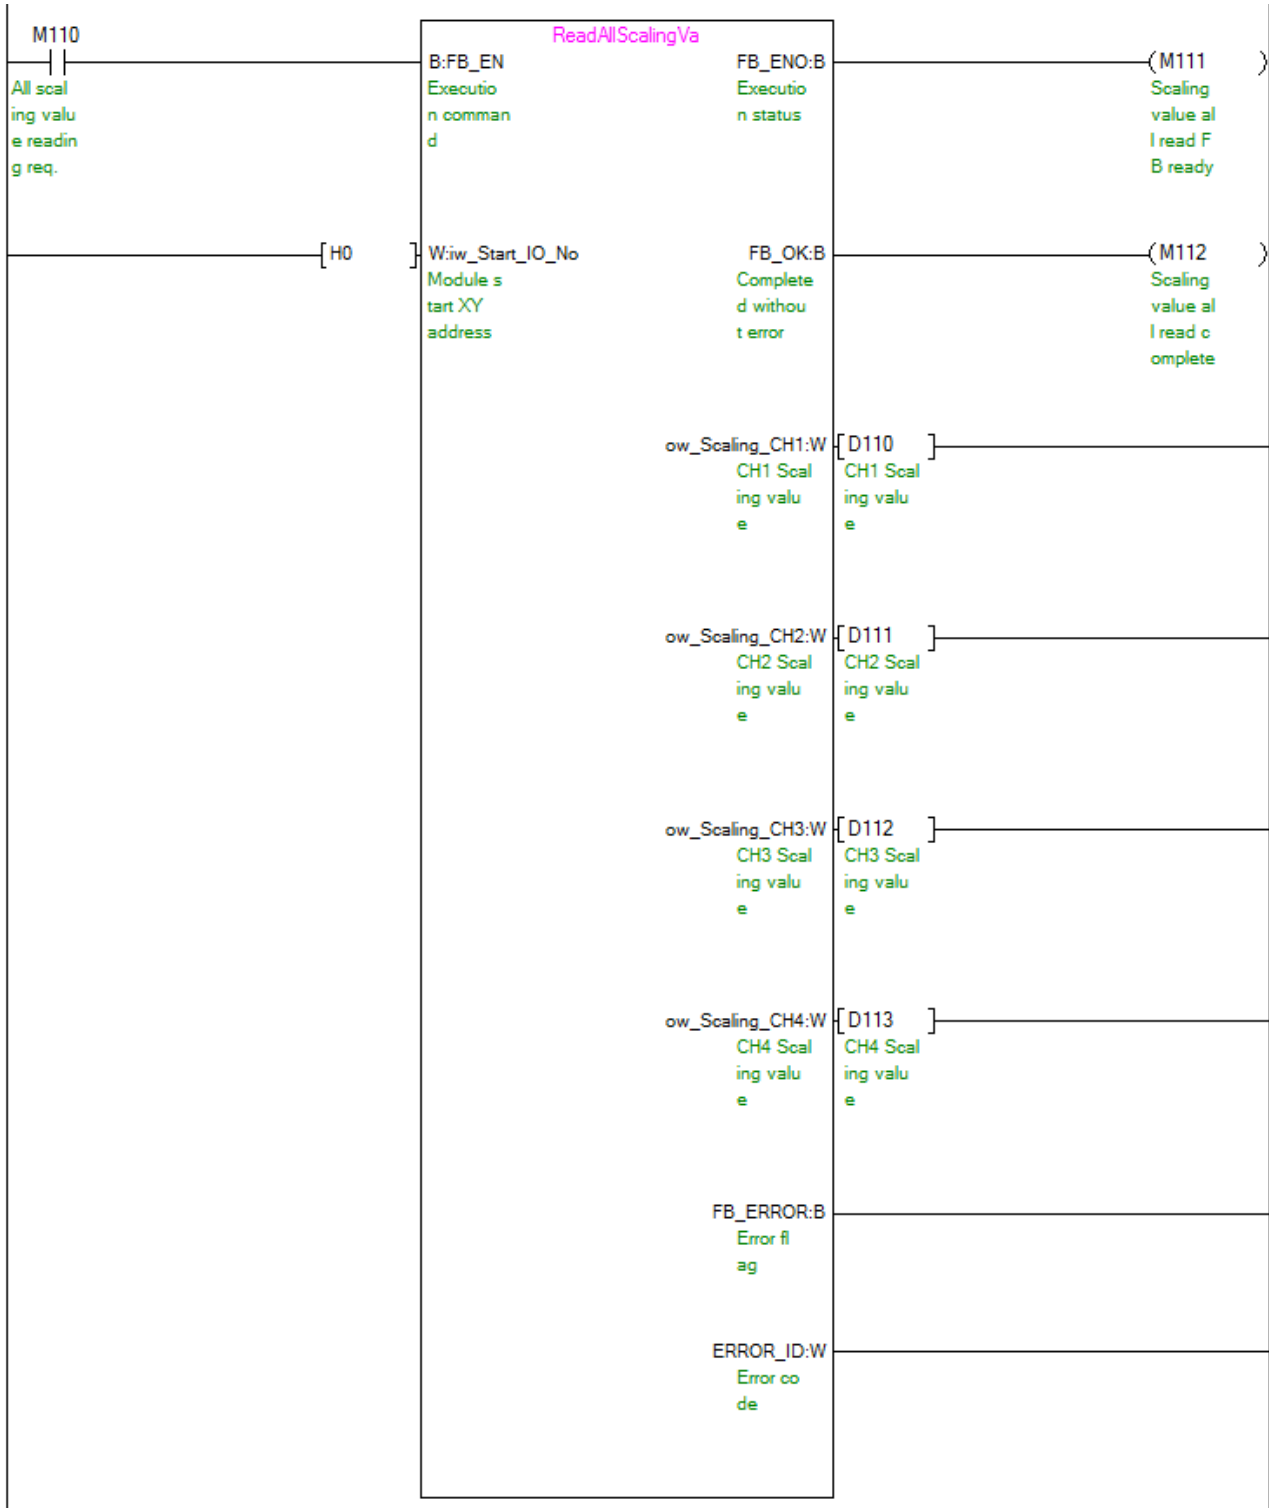 M110
ReadAllScalingVa
B:FB_EN
FB_ENO:B
(M111 )
All scal
ing valu
e readin
g req.
Executio
n comman
d
Executio
n status
Scaling
value al
l read F
B ready
[H0 ]
W:iw_Start_IO_No
FB_OK:B
(M112 )
Module s
tart XY
address
Complete
d withou
t error
Scaling
value al
l read c
omplete
ow_Scaling_CH1:W
[D110 ]
CH1 Scal
ing valu
e
CH1 Scal
ing valu
e
ow_Scaling_CH2:W
[D111 ]
CH2 Scal
ing valu
e
CH2 Scal
ing valu
e
ow_Scaling_CH3:W
[D112 ]
CH3 Scal
ing valu
e
CH3 Scal
ing valu
e
ow_Scaling_CH4:W
[D113 ]
CH4 Scal
ing valu
e
CH4 Scal
ing valu
e
FB_ERROR:B
Error fl
ag
ERROR_ID:W
Error co
de